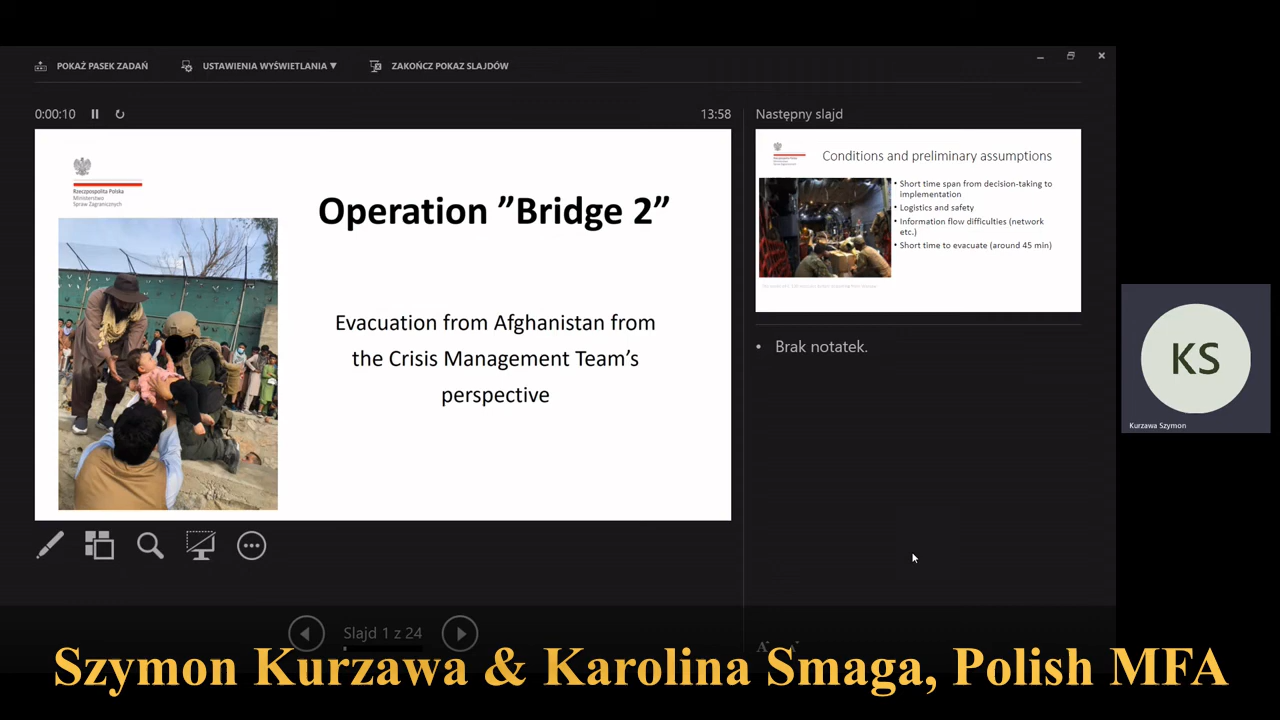 POKAŻ PASEK ZADAŃ
USTAWIENIA WYŚWIETLANIA ▼
ZAKOŃCZ POKAZ SLAJDÓW
0:00:10
13:58
Następny slajd
Rzeczpospolita Polska
Ministerstwo
Spraw Zagranicznych
Operation ”Bridge 2”
Evacuation from Afghanistan from
the Crisis Management Team’s
perspective
Conditions and preliminary assumptions
• Short time span from decision-taking to
implementation
• Logistics and safety
• Information flow difficulties (network
etc.)
• Short time to evacuate (around 45 min)
• Brak notatek.
KS
Kurzawa Szymon
Slajd 1 z 24
Szymon Kurzawa & Karolina Smaga, Polish MFA